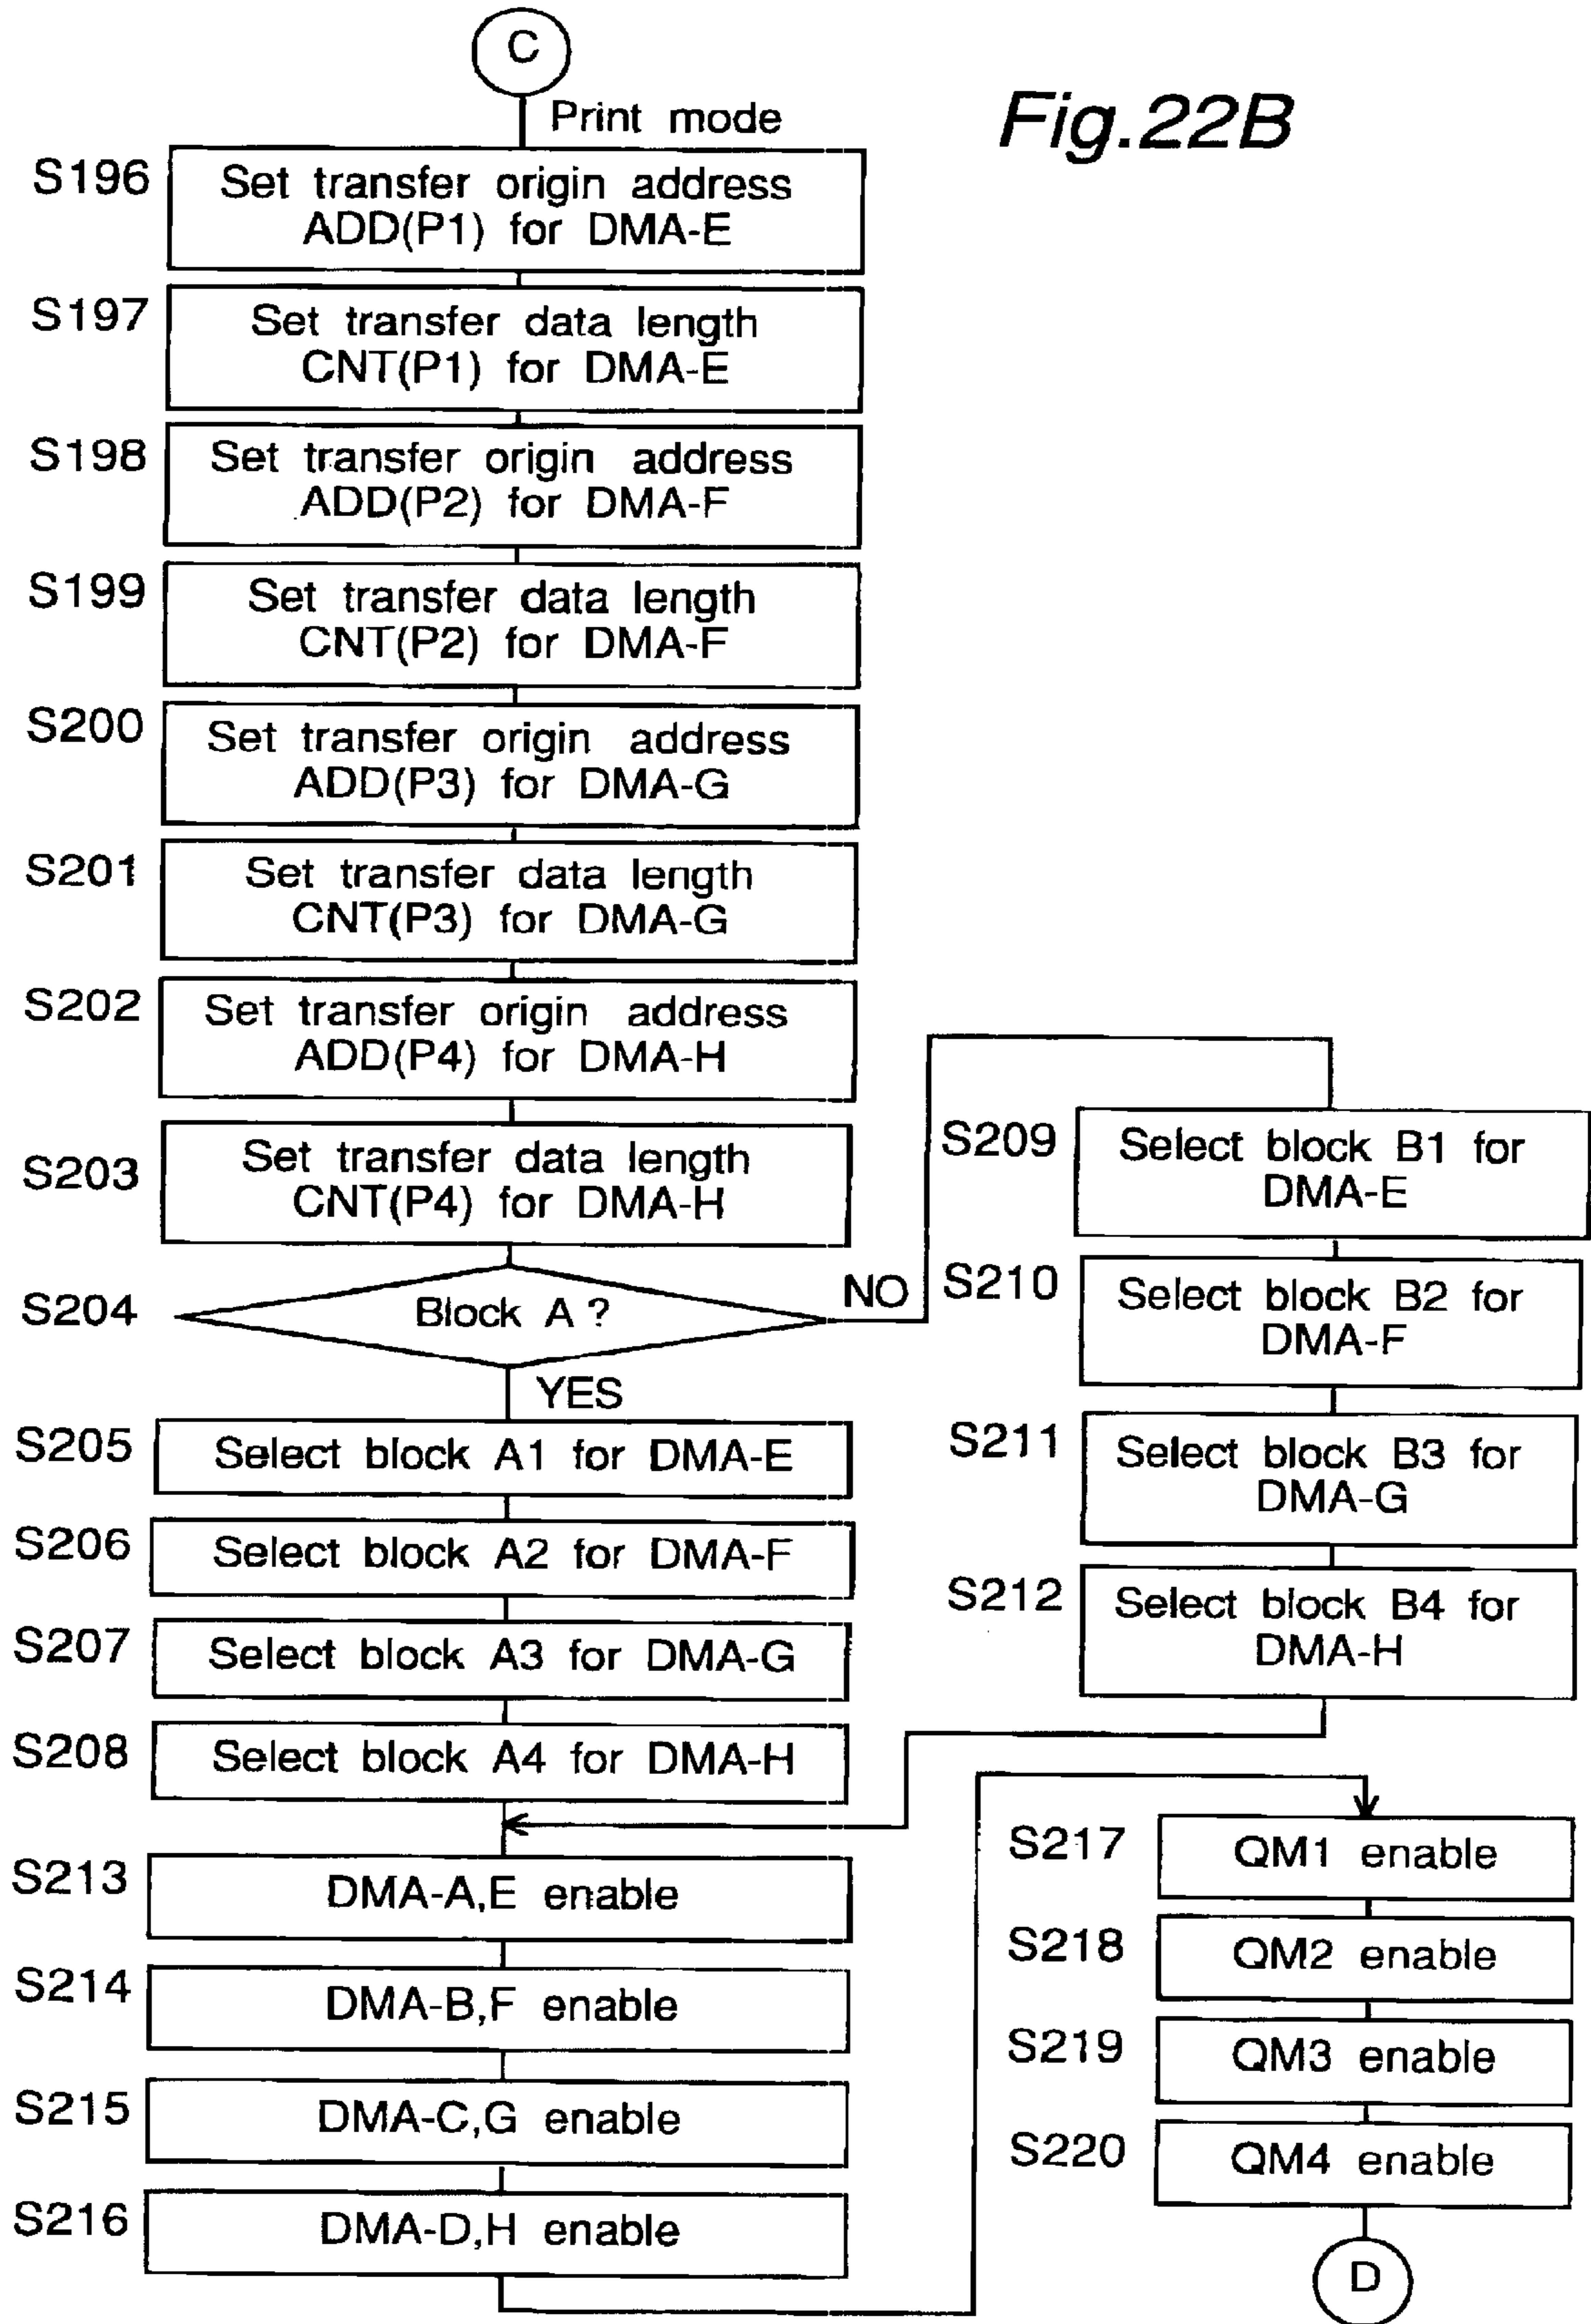 C
Print mode
Fig.22B
S196
Set transfer origin address
ADD(P1) for DMA-E
S197
Set transfer data length
CNT(P1) for DMA-E
S198
Set transfer origin address
ADD(P2) for DMA-F
S199
Set transfer data length
CNT(P2) for DMA-F
S200
Set transfer origin address
ADD(P3) for DMA-G
S201
Set transfer data length
CNT(P3) for DMA-G
S202
Set transfer origin address
ADD(P4) for DMA-H
S203
Set transfer data length
CNT(P4) for DMA-H
S204
Block A ?
NO
YES
S205
Select block A1 for DMA-E
S206
Select block A2 for DMA-F
S207
Select block A3 for DMA-G
S208
Select block A4 for DMA-H
S209
Select block B1 for
DMA-E
S210
Select block B2 for
DMA-F
S211
Select block B3 for
DMA-G
S212
Select block B4 for
DMA-H
S213
DMA-A,E enable
S214
DMA-B,F enable
S215
DMA-C,G enable
S216
DMA-D,H enable
S217
QM1 enable
S218
QM2 enable
S219
QM3 enable
S220
QM4 enable
D